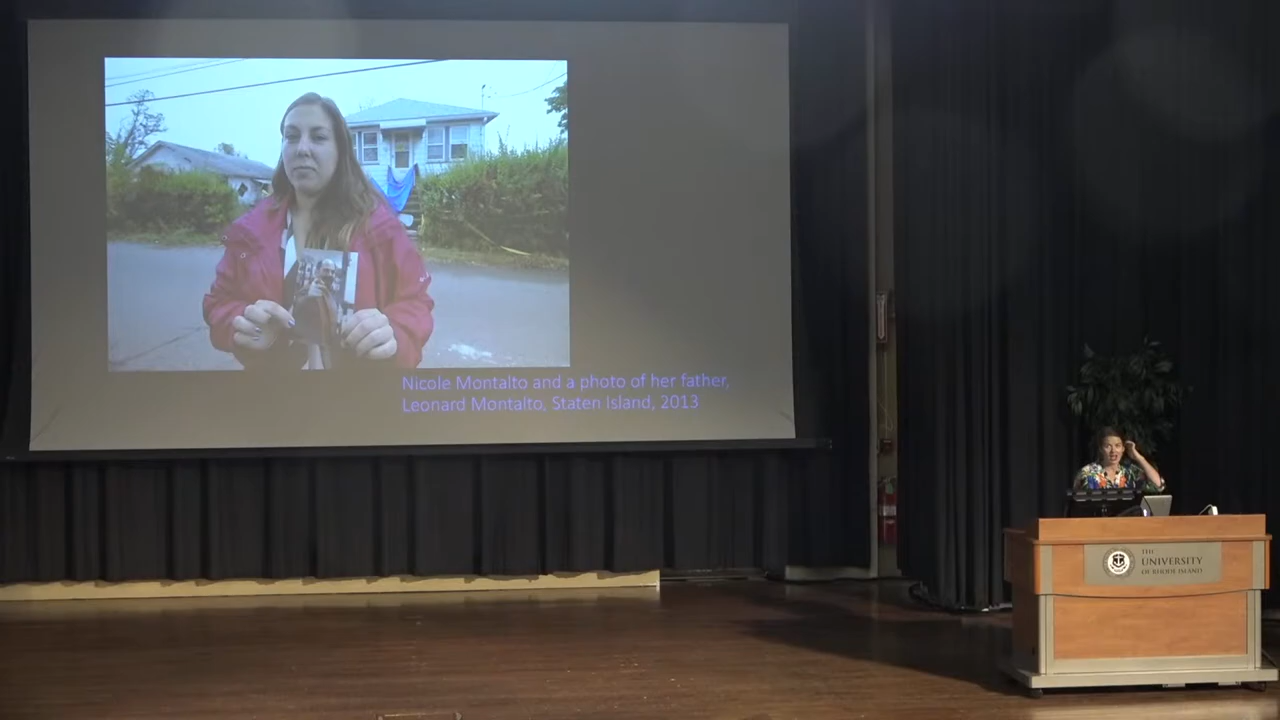 Nicole Montalto and a photo of her father,
Leonard Montalto, Staten Island, 2013
THE
UNIVERSITY
OF RHODE ISLAND